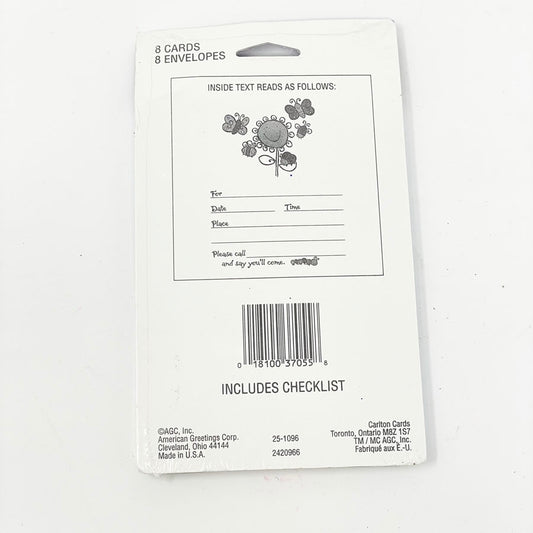 8 CARDS
8 ENVELOPES
INSIDE TEXT READS AS FOLLOWS:
For
Date Time
Place
Please call
and say you'll come.
0 18100 37055 8
INCLUDES CHECKLIST
©AGC, Inc.
American Greetings Corp.
Cleveland, Ohio 44144
Made in U.S.A.
25-1096
2420966
Carlton Cards
Toronto, Ontario M8Z 1S7
TM / MC AGC, Inc.
Fabriqué aux É.-U.